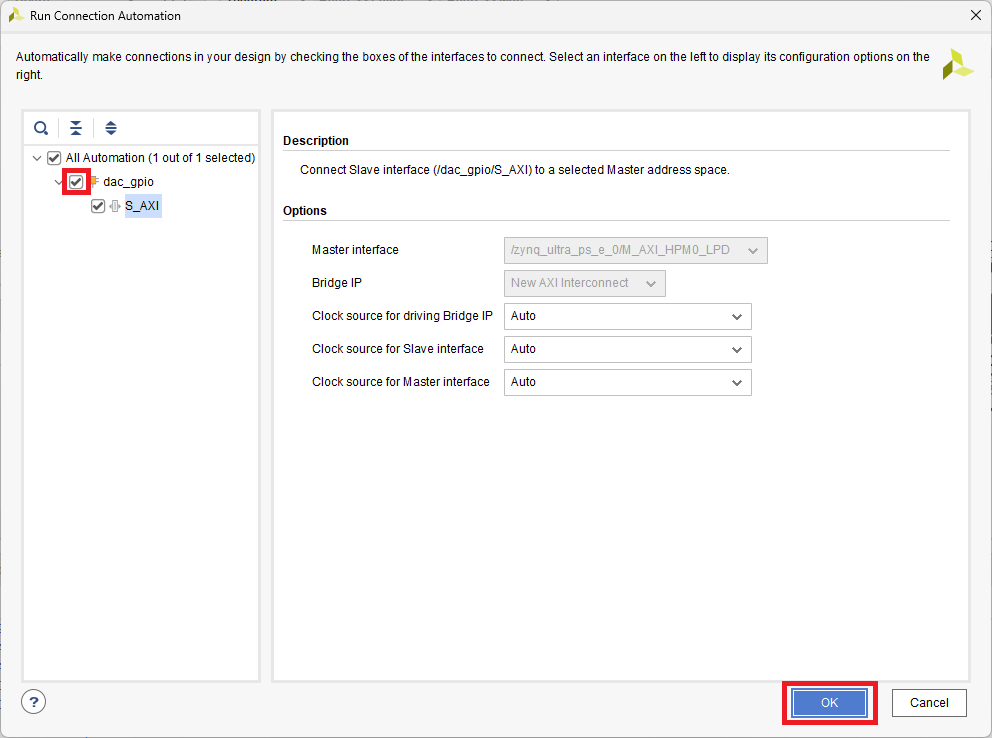 Run Connection Automation
Automatically make connections in your design by checking the boxes of the interfaces to connect. Select an interface on the left to display its configuration options on the
right.
All Automation (1 out of 1 selected)
dac_gpio
S_AXI
Description
Connect Slave interface (/dac_gpio/S_AXI) to a selected Master address space.
Options
Master interface
/zynq_ultra_ps_e_0/M_AXI_HPM0_LPD
Bridge IP
New AXI Interconnect
Clock source for driving Bridge IP
Auto
Clock source for Slave interface
Auto
Clock source for Master interface
Auto
?
OK
Cancel